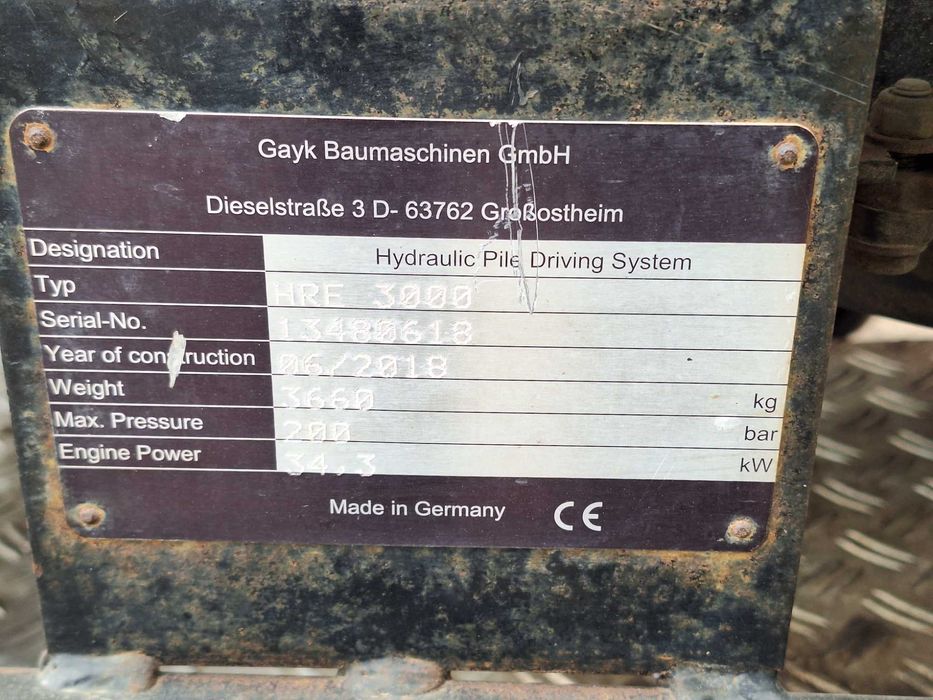 Gayk Baumaschinen GmbH
Dieselstraße 3 D- 63762 Großostheim
Designation Hydraulic Pile Driving System
Typ HRE 3000
Serial-No. 13480618
Year of construction 06/2018
Weight 3660 kg
Max. Pressure 200 bar
Engine Power 34,3 kW
Made in Germany CE